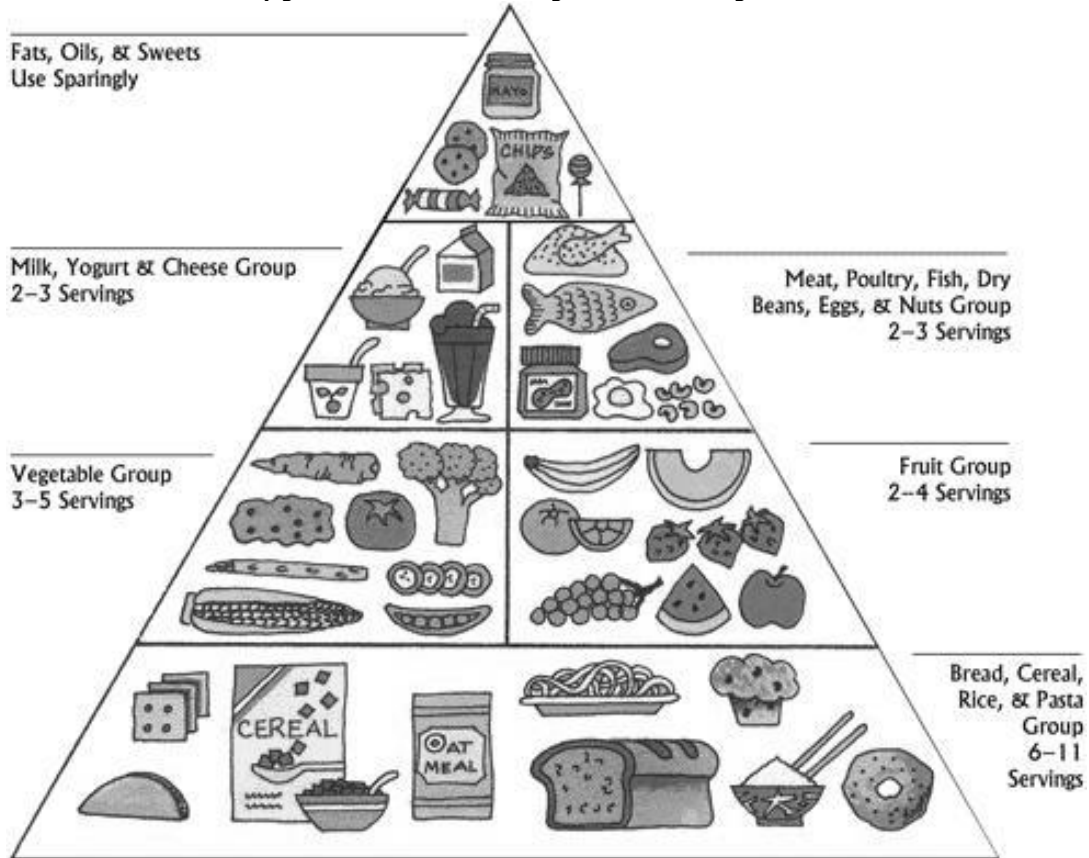 Fats, Oils, & Sweets
Use Sparingly
MAYO
CHIPS
Milk, Yogurt & Cheese Group
2–3 Servings
Meat, Poultry, Fish, Dry
Beans, Eggs, & Nuts Group
2–3 Servings
Vegetable Group
3–5 Servings
Fruit Group
2–4 Servings
Bread, Cereal,
Rice, & Pasta
Group
6–11
Servings
CEREAL
OAT
MEAL